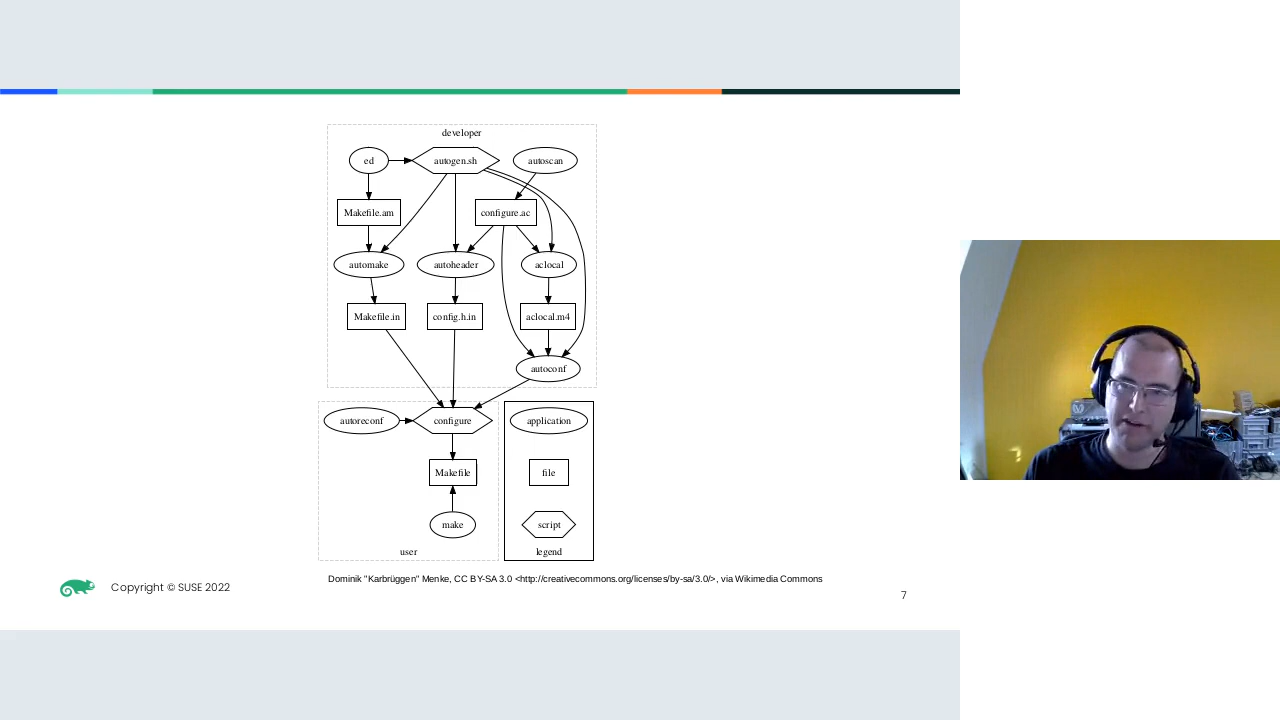 developer
ed
autogen.sh
autoscan
Makefile.am
configure.ac
automake
autoheader
aclocal
Makefile.in
config.h.in
aclocal.m4
autoconf
autoreconf
configure
application
Makefile
file
make
script
user
legend
Dominik "Karbrüggen" Menke, CC BY-SA 3.0 <http://creativecommons.org/licenses/by-sa/3.0/>, via Wikimedia Commons
Copyright © SUSE 2022
7